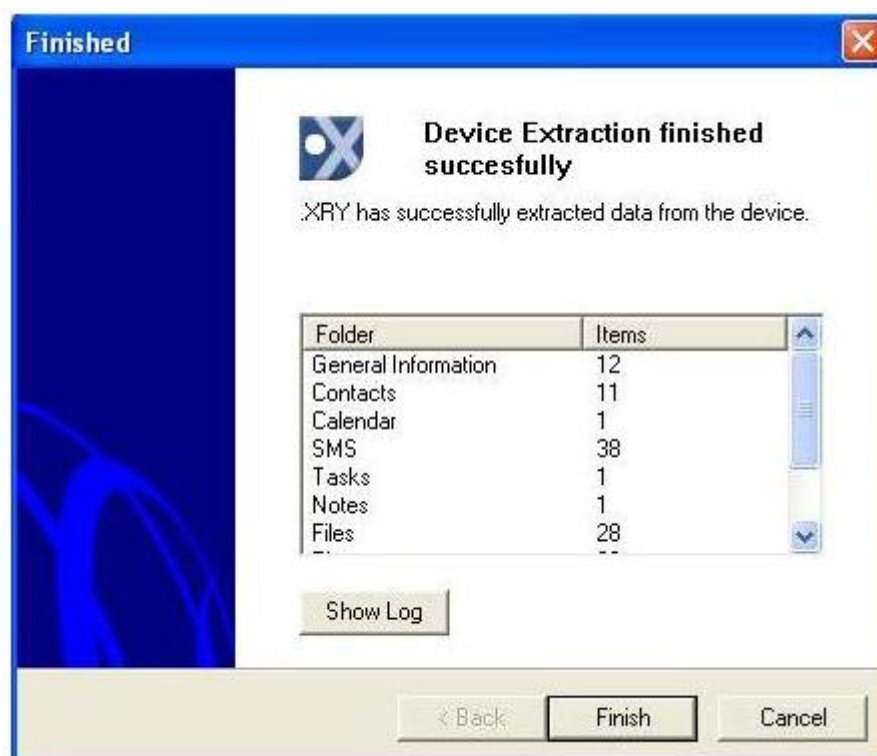 Finished
Device Extraction finished
succesfully
.XRY has successfully extracted data from the device.
Folder Items
General Information 12
Contacts 11
Calendar 1
SMS 38
Tasks 1
Notes 1
Files 28
Show Log
< Back Finish Cancel